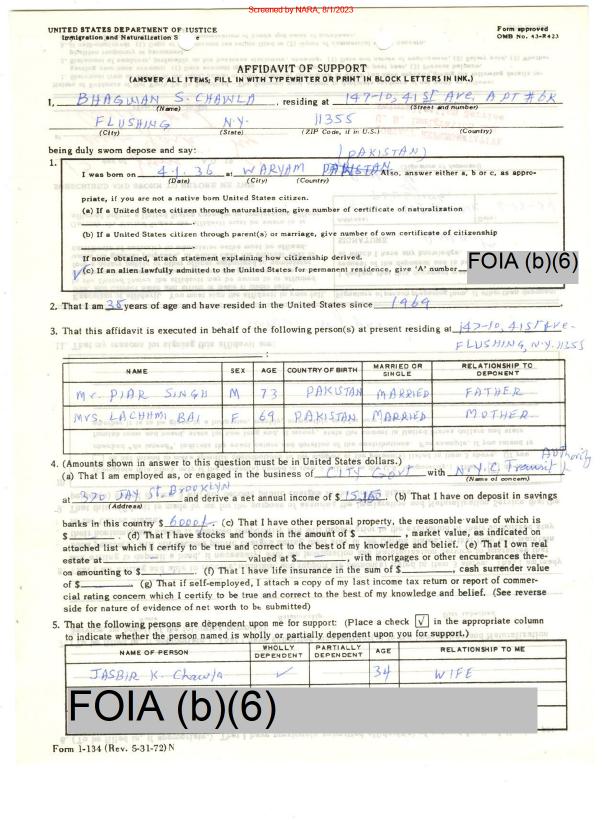 Screened by NARA, 8/1/2023
UNITED STATES DEPARTMENT OF JUSTICE
Immigration and Naturalization S e
Form approved
OMB No. 43-R423
AFFIDAVIT OF SUPPORT
(ANSWER ALL ITEMS; FILL IN WITH TYPEWRITER OR PRINT IN BLOCK LETTERS IN INK.)
I, BHAGWAN S. CHAWLA, residing at 147-10, 41st Ave, APT #6K
(Name) (Street and number)
FLUSHING N.Y. 11355
(City) (State) (ZIP Code, if in U.S.) (Country)
being duly sworn depose and say:
(PAKISTAN)
1. I was born on 4.1.36 at WARYAM PAKISTAN Also, answer either a, b or c, as appro-
(Date) (City) (Country)
priate, if you are not a native born United States citizen.
(a) If a United States citizen through naturalization, give number of certificate of naturalization
(b) If a United States citizen through parent(s) or marriage, give number of own certificate of citizenship
If none obtained, attach statement explaining how citizenship derived.
√(c) If an alien lawfully admitted to the United States for permanent residence, give 'A' number FOIA (b)(6)
2. That I am 38 years of age and have resided in the United States since 1969.
3. That this affidavit is executed in behalf of the following person(s) at present residing at 147-10, 41st Ave.
FLUSHING, N.Y. 11355
NAME SEX AGE COUNTRY OF BIRTH MARRIED OR SINGLE RELATIONSHIP TO DEPONENT
Mr. PIAR SINGH M 73 PAKISTAN MARRIED FATHER
MRS. LACHHMI BAI F 69 PAKISTAN MARRIED MOTHER
4. (Amounts shown in answer to this question must be in United States dollars.)
(a) That I am employed as, or engaged in the business of CITY Govt with N.Y.C. Transit Authority
(Name of concern)
at 370 JAY St. BROOKLYN and derive a net annual income of $ (b) That I have on deposit in savings
(Address)
banks in this country $ 6000/-. (c) That I have other personal property, the reasonable value of which is
$ . (d) That I have stocks and bonds in the amount of $ , market value, as indicated on
attached list which I certify to be true and correct to the best of my knowledge and belief. (e) That I own real
estate at valued at $ , with mortgages or other encumbrances there-
on amounting to $ . (f) That I have life insurance in the sum of $ , cash surrender value
of $ . (g) That if self-employed, I attach a copy of my last income tax return or report of commer-
cial rating concern which I certify to be true and correct to the best of my knowledge and belief. (See reverse
side for nature of evidence of net worth to be submitted)
5. That the following persons are dependent upon me for support: (Place a check √ in the appropriate column
to indicate whether the person named is wholly or partially dependent upon you for support.)
NAME OF PERSON WHOLLY DEPENDENT PARTIALLY DEPENDENT AGE RELATIONSHIP TO ME
JASBIR K. Chawla ✓ 34 WIFE
FOIA (b)(6)
Form I-134 (Rev. 5-31-72) N